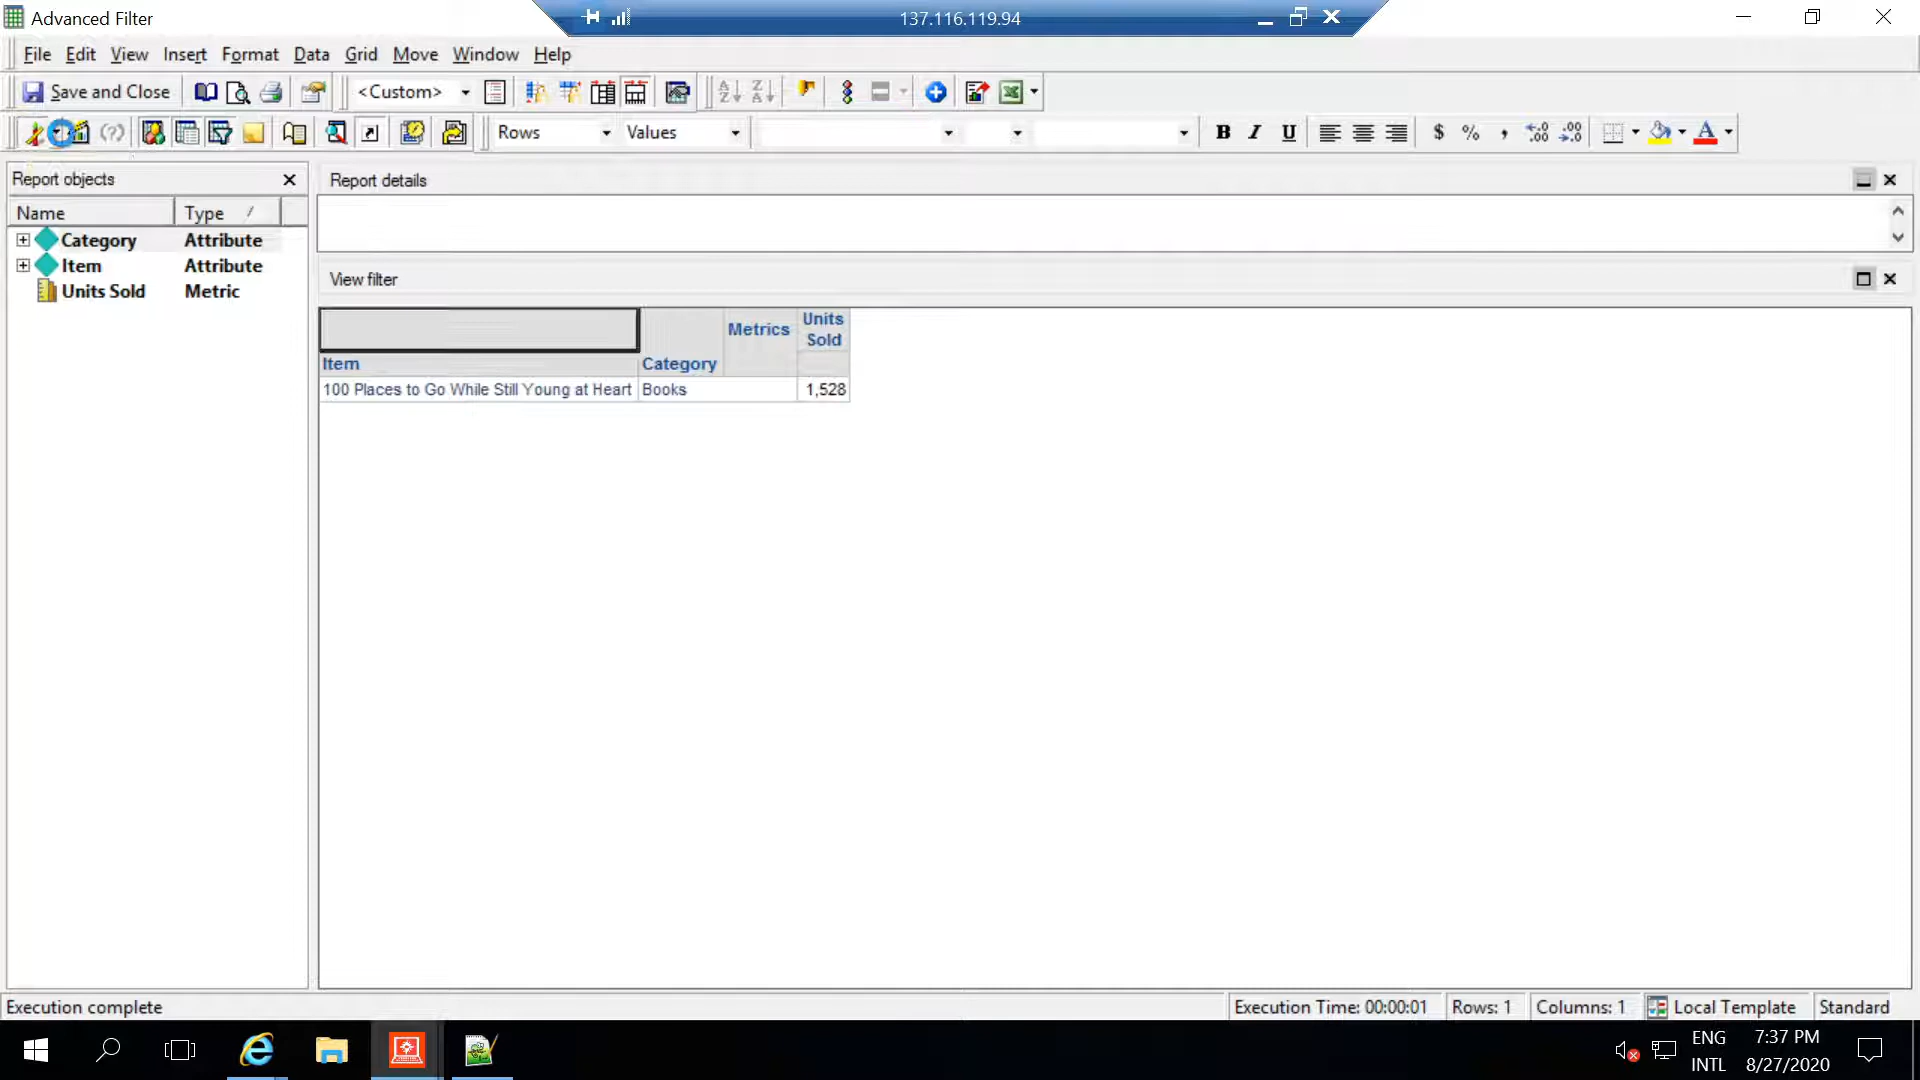 Advanced Filter
137.116.119.94
File Edit View Insert Format Data Grid Move Window Help
Save and Close <Custom>
Rows Values B I U $ % ,
Report objects
Name Type
Category Attribute
Item Attribute
Units Sold Metric
Report details
View filter
Metrics Units Sold
Item Category
100 Places to Go While Still Young at Heart Books 1,528
Execution complete Execution Time: 00:00:01 Rows: 1 Columns: 1 Local Template Standard
ENG 7:37 PM
INTL 8/27/2020